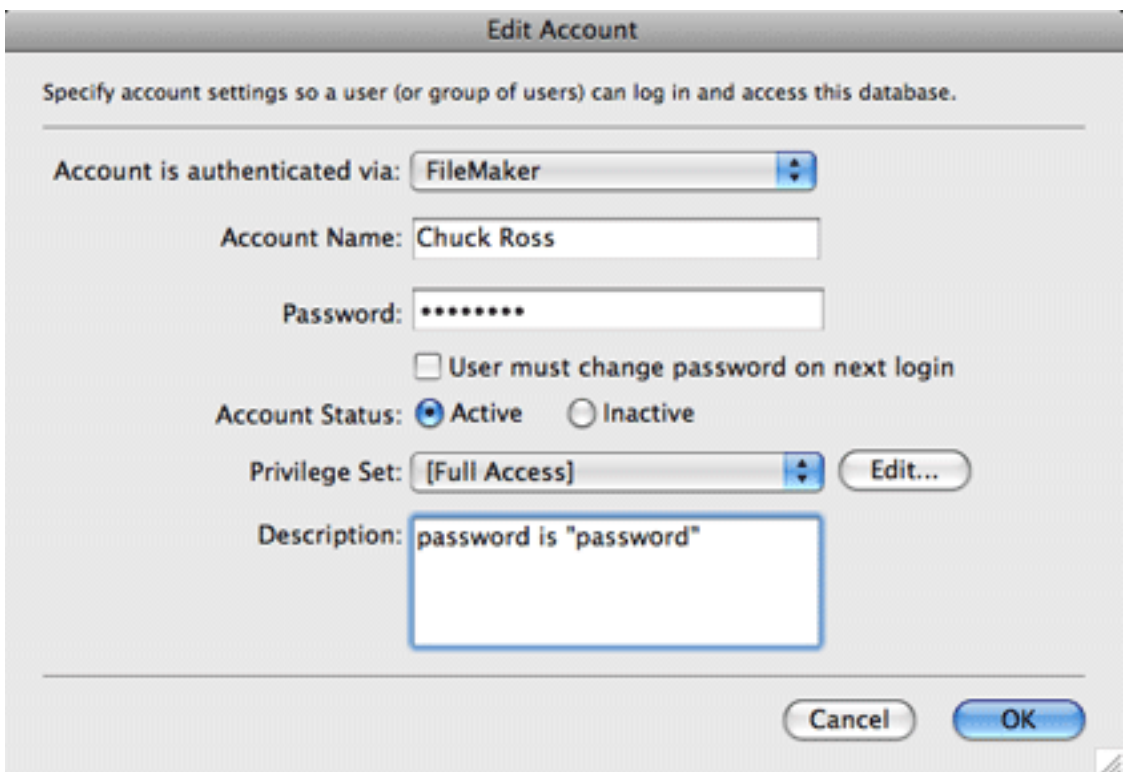 Edit Account
Specify account settings so a user (or group of users) can log in and access this database.
Account is authenticated via: FileMaker
Account Name: Chuck Ross
Password: ••••••••
User must change password on next login
Account Status: Active Inactive
Privilege Set: [Full Access] Edit...
Description: password is "password"
Cancel OK